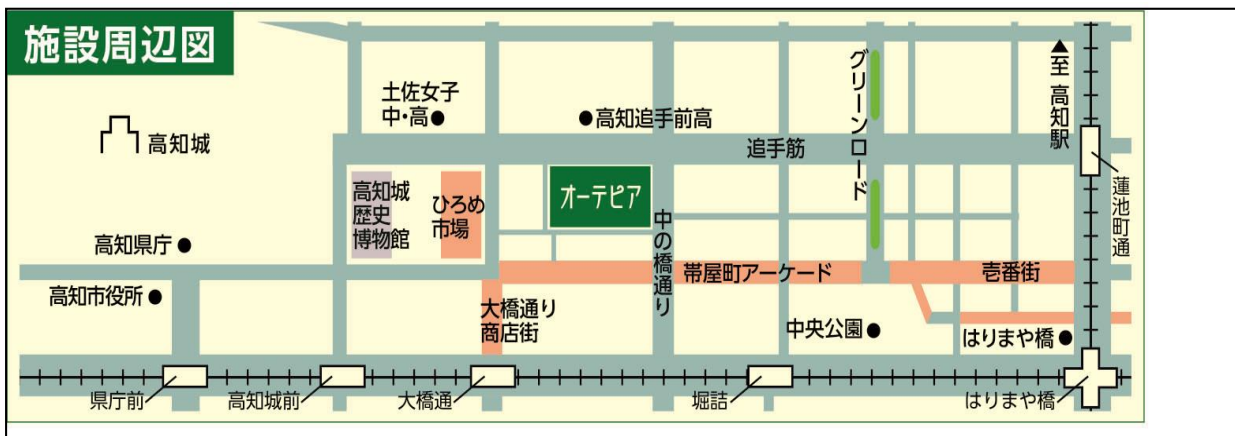 施設周辺図
▲至 高知駅
グリーンロード
土佐女子
中・高●
●高知追手前高
高知城
追手筋
蓮池町通
高知城
歴史
博物館
ひろめ
市場
オーテピア
中の橋通り
高知県庁●
帯屋町アーケード
壱番街
高知市役所●
大橋通り
商店街
中央公園●
はりまや橋●
県庁前
高知城前
大橋通
堀詰
はりまや橋